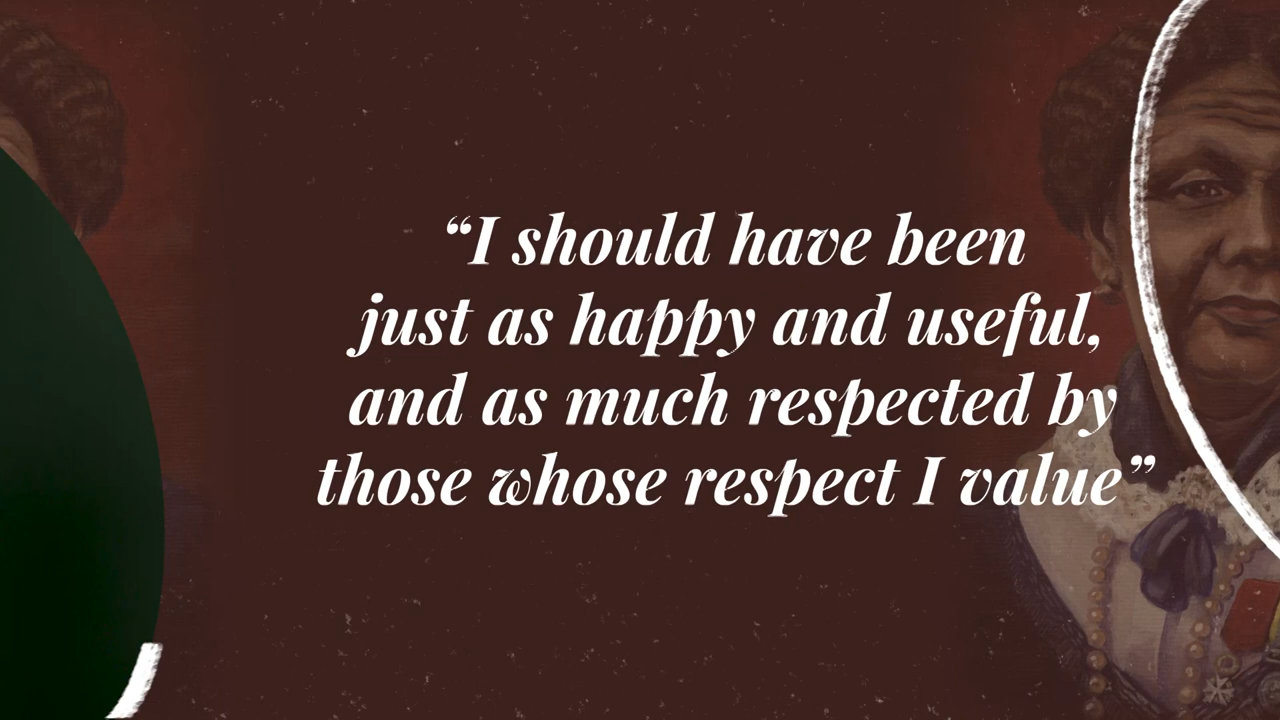 “I should have been
just as happy and useful,
and as much respected by
those whose respect I value”